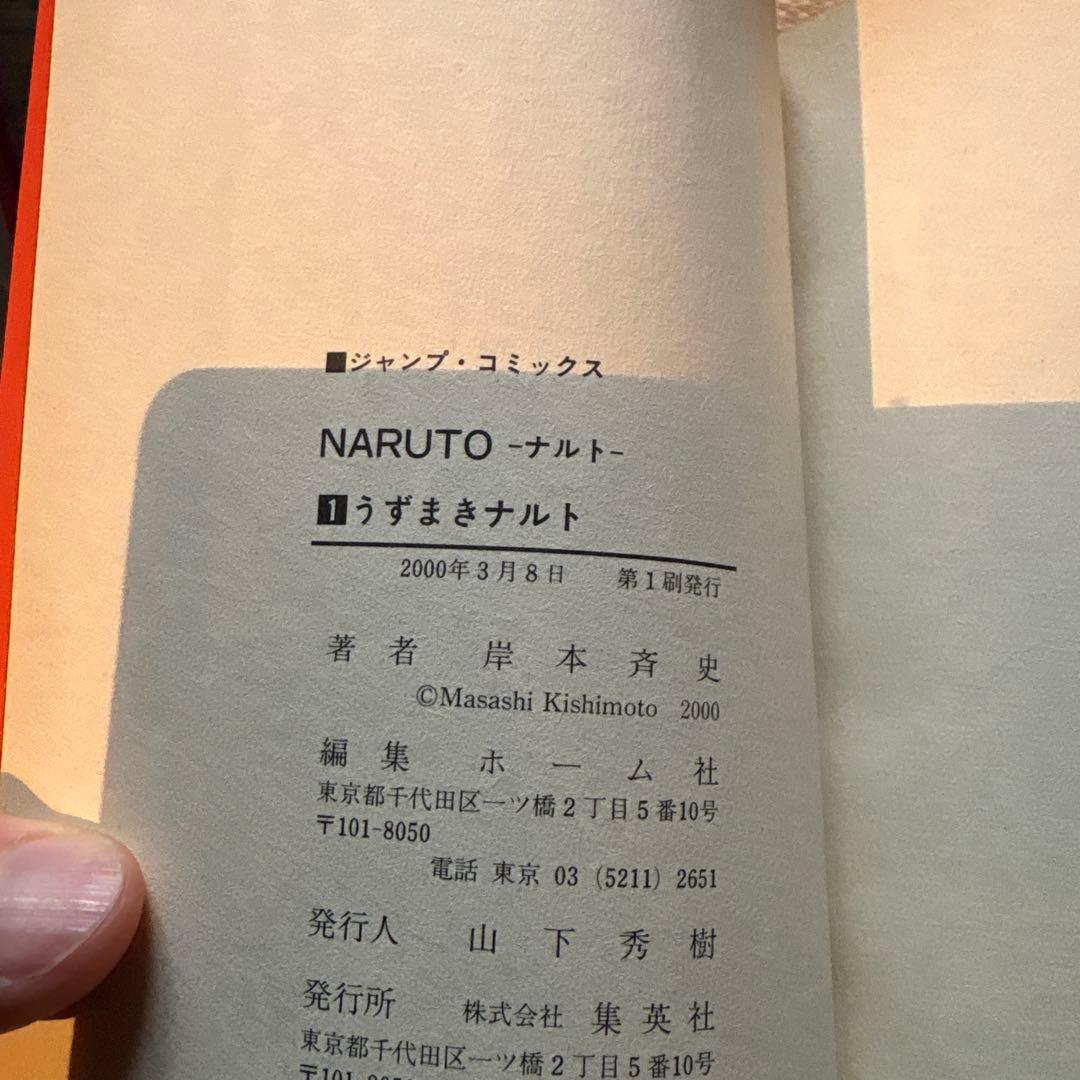 ■ジャンプ・コミックス
NARUTO -ナルト-
1 うずまきナルト
2000年3月8日 第1刷発行
著者 岸本斉史
©Masashi Kishimoto 2000
編集 ホーム社
東京都千代田区一ツ橋2丁目5番10号
〒101-8050
電話 東京 03 (5211) 2651
発行人 山下秀樹
発行所 株式会社 集英社
東京都千代田区一ツ橋2丁目5番10号